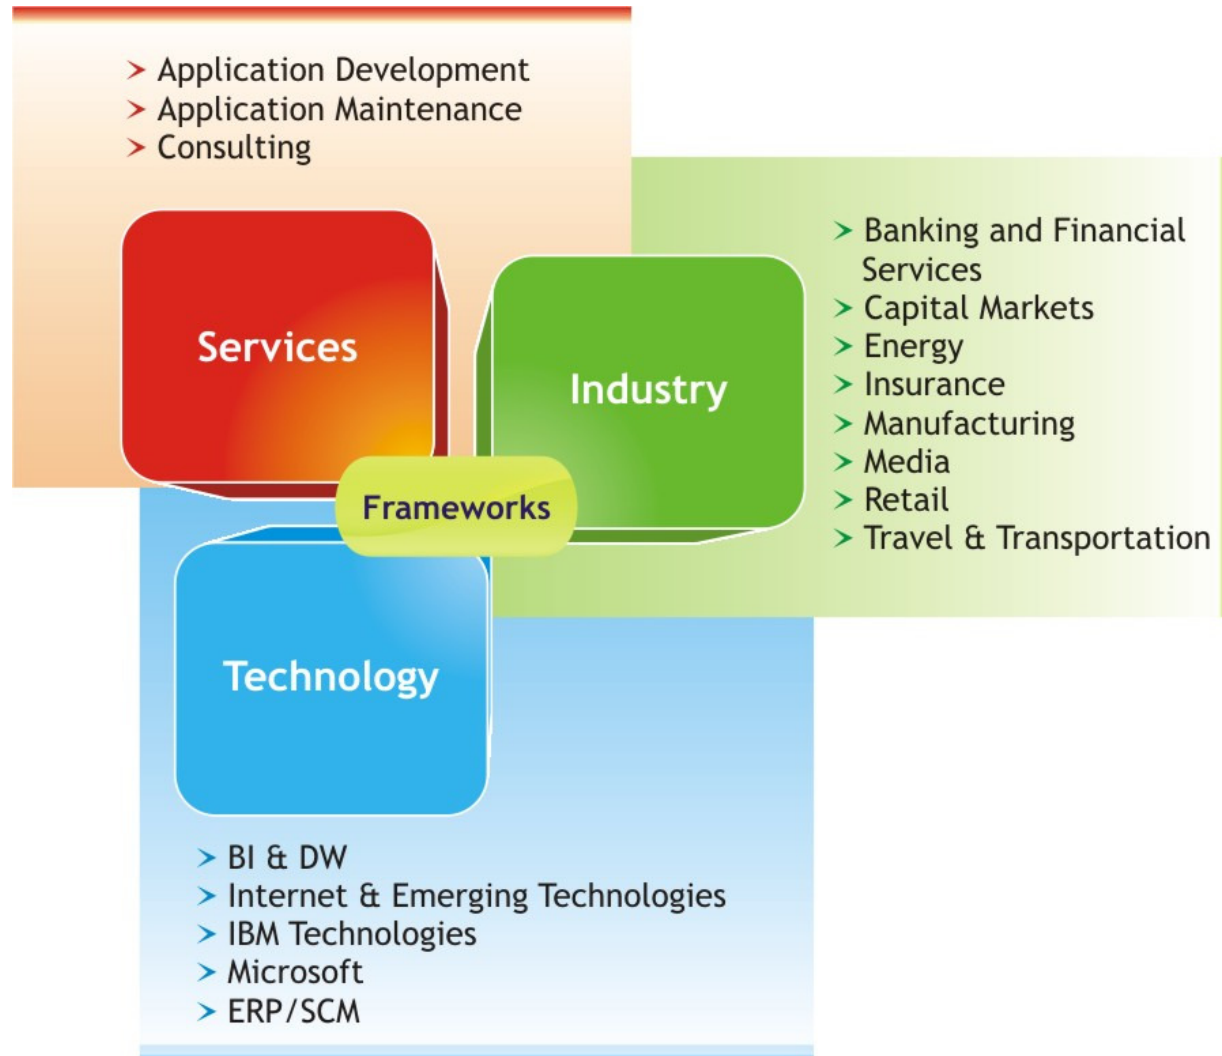 ➢ Application Development
➢ Application Maintenance
➢ Consulting
Services
Industry
➢ Banking and Financial
Services
➢ Capital Markets
➢ Energy
➢ Insurance
➢ Manufacturing
➢ Media
➢ Retail
➢ Travel & Transportation
Frameworks
Technology
➢ BI & DW
➢ Internet & Emerging Technologies
➢ IBM Technologies
➢ Microsoft
➢ ERP/SCM